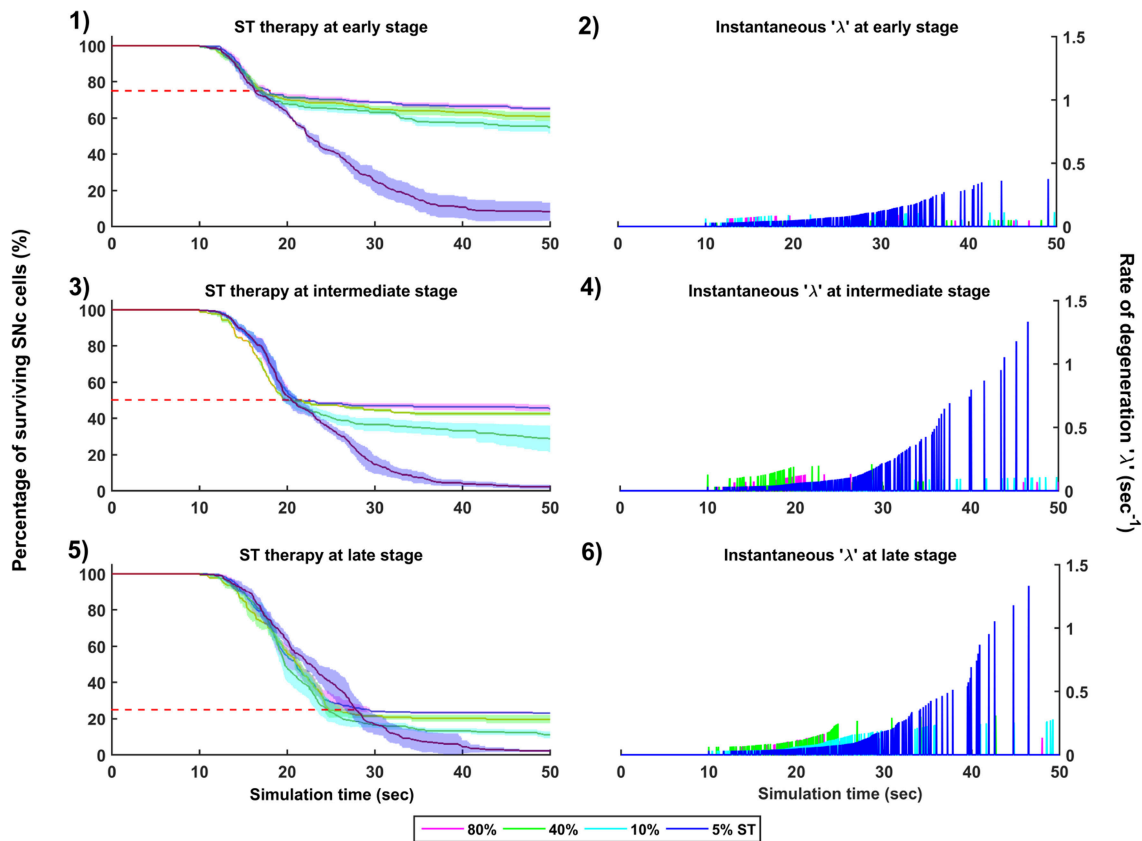 1) ST therapy at early stage
100
80
60
40
20
0
0 10 20 30 40 50
2) Instantaneous 'λ' at early stage
1.5
1
0.5
0
0 10 20 30 40 50
3) ST therapy at intermediate stage
100
80
60
40
20
0
0 10 20 30 40 50
4) Instantaneous 'λ' at intermediate stage
1.5
1
0.5
0
0 10 20 30 40 50
5) ST therapy at late stage
100
80
60
40
20
0
0 10 20 30 40 50
Simulation time (sec)
6) Instantaneous 'λ' at late stage
1.5
1
0.5
0
0 10 20 30 40 50
Simulation time (sec)
Percentage of surviving SNc cells (%)
Rate of degeneration 'λ' (sec⁻¹)
80% 40% 10% 5% ST